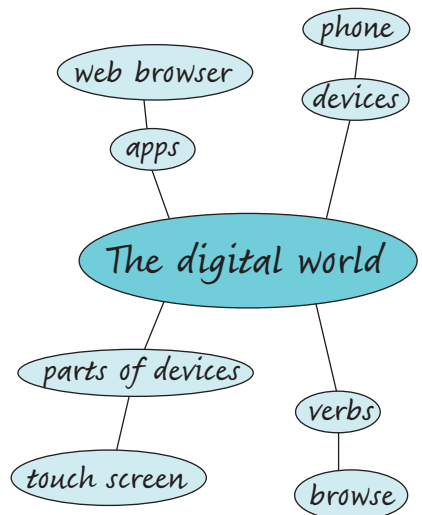 phone
web browser
devices
apps
The digital world
parts of devices
verbs
touch screen
browse